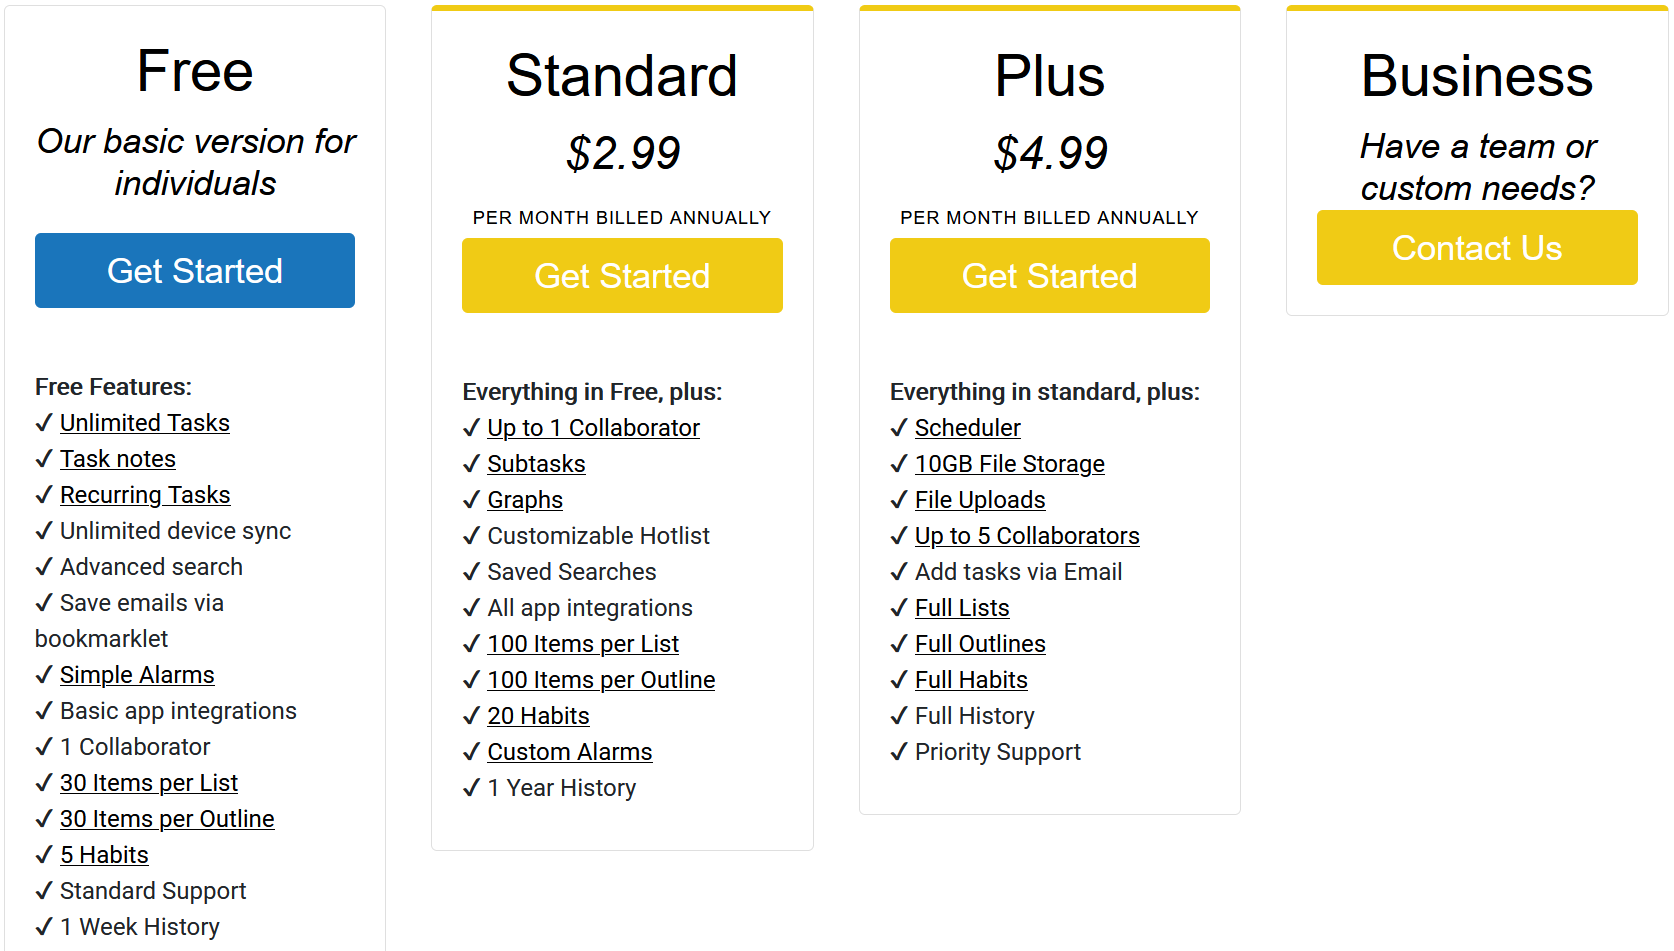 Free
Our basic version for
individuals
Get Started
Free Features:
✓ Unlimited Tasks
✓ Task notes
✓ Recurring Tasks
✓ Unlimited device sync
✓ Advanced search
✓ Save emails via
bookmarklet
✓ Simple Alarms
✓ Basic app integrations
✓ 1 Collaborator
✓ 30 Items per List
✓ 30 Items per Outline
✓ 5 Habits
✓ Standard Support
✓ 1 Week History
Standard
$2.99
PER MONTH BILLED ANNUALLY
Get Started
Everything in Free, plus:
✓ Up to 1 Collaborator
✓ Subtasks
✓ Graphs
✓ Customizable Hotlist
✓ Saved Searches
✓ All app integrations
✓ 100 Items per List
✓ 100 Items per Outline
✓ 20 Habits
✓ Custom Alarms
✓ 1 Year History
Plus
$4.99
PER MONTH BILLED ANNUALLY
Get Started
Everything in standard, plus:
✓ Scheduler
✓ 10GB File Storage
✓ File Uploads
✓ Up to 5 Collaborators
✓ Add tasks via Email
✓ Full Lists
✓ Full Outlines
✓ Full Habits
✓ Full History
✓ Priority Support
Business
Have a team or
custom needs?
Contact Us